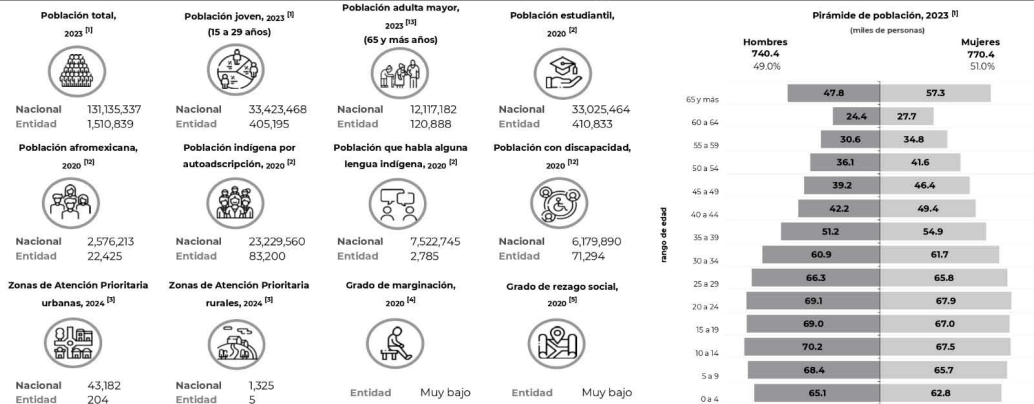 Población total,
2023 [1]
Nacional 131,135,337
Entidad 1,510,839
Población joven, 2023 [1]
(15 a 29 años)
Nacional 33,423,468
Entidad 405,195
Población adulta mayor,
2023 [13]
(65 y más años)
Nacional 12,117,182
Entidad 120,888
Población estudiantil,
2020 [2]
Nacional 33,025,464
Entidad 410,833
Población afromexicana,
2020 [12]
Nacional 2,576,213
Entidad 22,425
Población indígena por
autoadscripción, 2020 [2]
Nacional 23,229,560
Entidad 83,200
Población que habla alguna
lengua indígena, 2020 [2]
Nacional 7,522,745
Entidad 2,785
Población con discapacidad,
2020 [12]
Nacional 6,179,890
Entidad 71,294
Zonas de Atención Prioritaria
urbanas, 2024 [3]
Nacional 43,182
Entidad 204
Zonas de Atención Prioritaria
rurales, 2024 [3]
Nacional 1,325
Entidad 5
Grado de marginación,
2020 [4]
Entidad Muy bajo
Grado de rezago social,
2020 [5]
Entidad Muy bajo
Pirámide de población, 2023 [1]
(miles de personas)
Hombres Mujeres
740.4 770.4
49.0% 51.0%
rango de edad
65 y más 47.8 57.3
60 a 64 24.4 27.7
55 a 59 30.6 34.8
50 a 54 36.1 41.6
45 a 49 39.2 46.4
40 a 44 42.2 49.4
35 a 39 51.2 54.9
30 a 34 60.9 61.7
25 a 29 66.3 65.8
20 a 24 69.1 67.9
15 a 19 69.0 67.0
10 a 14 70.2 67.5
5 a 9 68.4 65.7
0 a 4 65.1 62.8